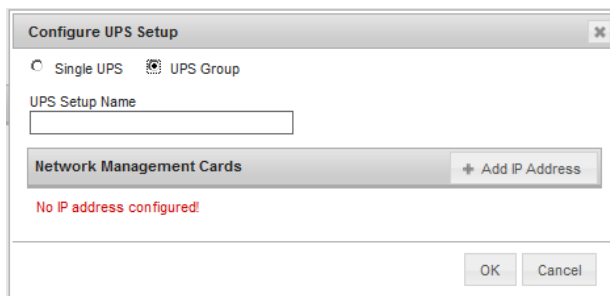 Configure UPS Setup
Single UPS UPS Group
UPS Setup Name
Network Management Cards + Add IP Address
No IP address configured!
OK Cancel